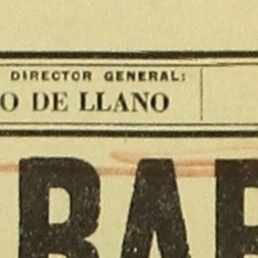 DIRECTOR GENERAL:
O DE LLANO
BAR